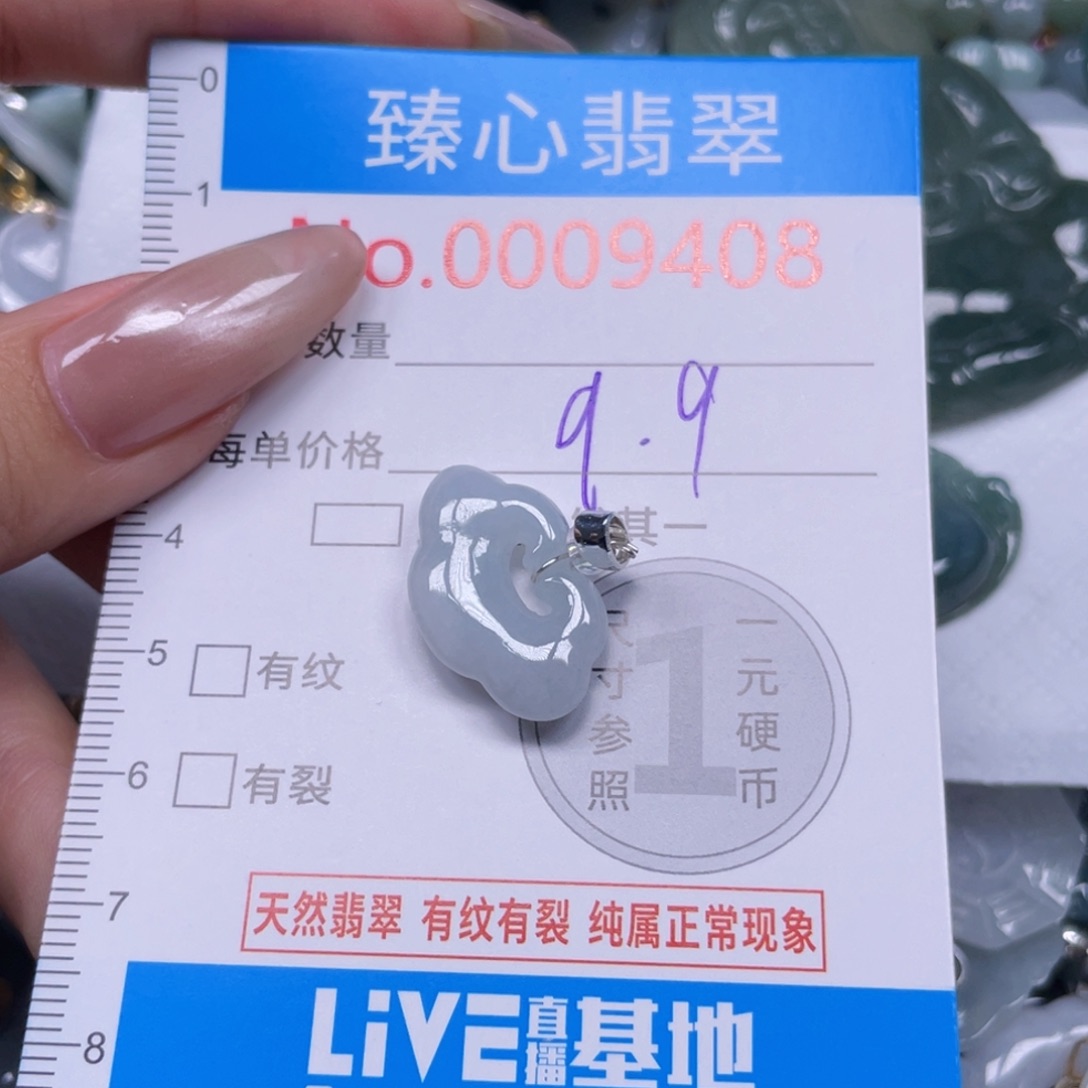 0
臻心翡翠
1
No.0009408
数量
9.9
每单价格
4
其一
5
有纹
尺寸参照
1
一元硬币
6
有裂
7
天然翡翠 有纹有裂 纯属正常现象
8
LiVE直播基地